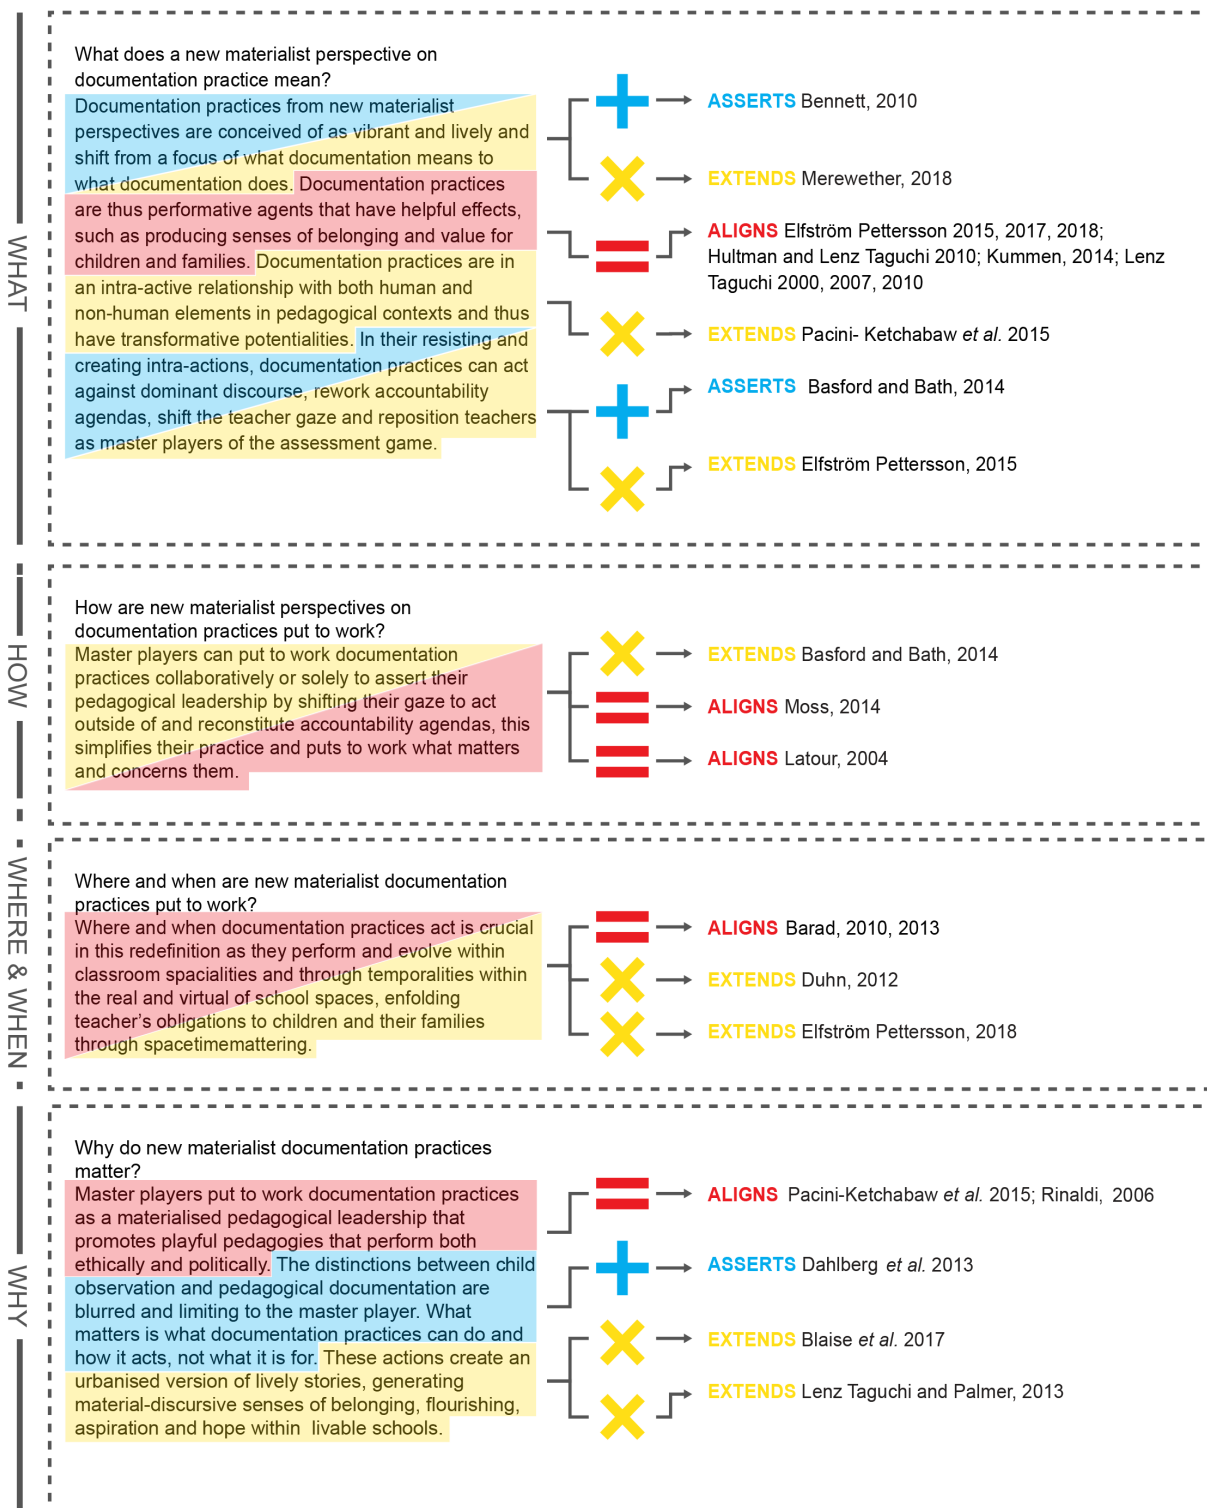 WHAT
What does a new materialist perspective on
documentation practice mean?
Documentation practices from new materialist
perspectives are conceived of as vibrant and lively and
shift from a focus of what documentation means to
what documentation does. Documentation practices
are thus performative agents that have helpful effects,
such as producing senses of belonging and value for
children and families. Documentation practices are in
an intra-active relationship with both human and
non-human elements in pedagogical contexts and thus
have transformative potentialities. In their resisting and
creating intra-actions, documentation practices can act
against dominant discourse, rework accountability
agendas, shift the teacher gaze and reposition teachers
as master players of the assessment game.
ASSERTS Bennett, 2010
EXTENDS Merewether, 2018
ALIGNS Elfström Pettersson 2015, 2017, 2018;
Hultman and Lenz Taguchi 2010; Kummen, 2014; Lenz
Taguchi 2000, 2007, 2010
EXTENDS Pacini- Ketchabaw et al. 2015
ASSERTS Basford and Bath, 2014
EXTENDS Elfström Pettersson, 2015
HOW
How are new materialist perspectives on
documentation practices put to work?
Master players can put to work documentation
practices collaboratively or solely to assert their
pedagogical leadership by shifting their gaze to act
outside of and reconstitute accountability agendas, this
simplifies their practice and puts to work what matters
and concerns them.
EXTENDS Basford and Bath, 2014
ALIGNS Moss, 2014
ALIGNS Latour, 2004
WHERE & WHEN
Where and when are new materialist documentation
practices put to work?
Where and when documentation practices act is crucial
in this redefinition as they perform and evolve within
classroom spacialities and through temporalities within
the real and virtual of school spaces, enfolding
teacher's obligations to children and their families
through spacetimemattering.
ALIGNS Barad, 2010, 2013
EXTENDS Duhn, 2012
EXTENDS Elfström Pettersson, 2018
WHY
Why do new materialist documentation practices
matter?
Master players put to work documentation practices
as a materialised pedagogical leadership that
promotes playful pedagogies that perform both
ethically and politically. The distinctions between child
observation and pedagogical documentation are
blurred and limiting to the master player. What
matters is what documentation practices can do and
how it acts, not what it is for. These actions create an
urbanised version of lively stories, generating
material-discursive senses of belonging, flourishing,
aspiration and hope within livable schools.
ALIGNS Pacini-Ketchabaw et al. 2015; Rinaldi, 2006
ASSERTS Dahlberg et al. 2013
EXTENDS Blaise et al. 2017
EXTENDS Lenz Taguchi and Palmer, 2013